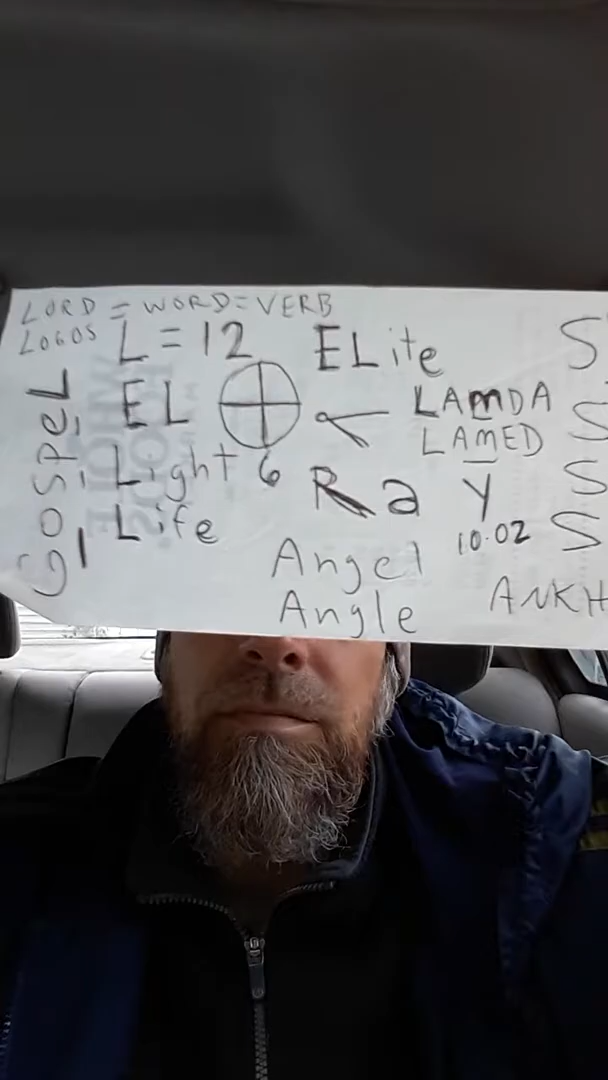 LORD = WORD = VERB
LOGOS
L = 12
ELite
GOSpEL
EL
LAmDA
LAmED
Light 6
Ray
10.02
Life
Angel
Angle
ANKH
S
S
S
S